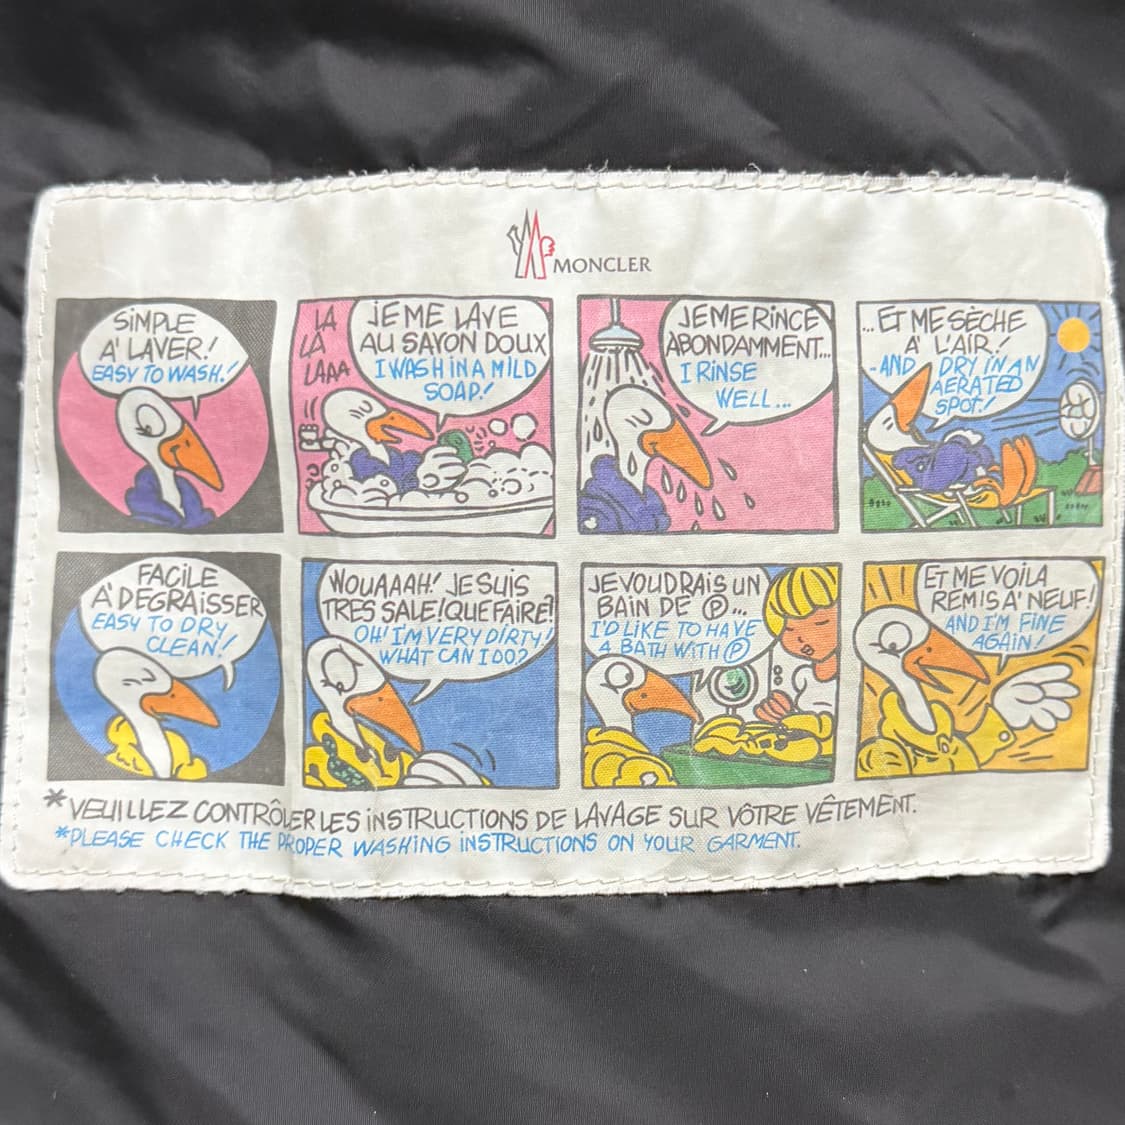 MONCLER
SIMPLE
A' LAVER!
EASY TO WASH!
LA
LA
LAAA
JE ME LAVE
AU SAVON DOUX
I WASH IN A MILD
SOAP!
JE ME RINCE
ABONDAMMENT...
I RINSE
WELL...
...ET ME SÈCHE
A' L'AIR!
-AND DRY IN AN
AERATED
SPOT!
FACILE
A' DEGRAISSER
EASY TO DRY
CLEAN!
WOUAAAH! JE SUIS
TRES SALE! QUE FAIRE?
OH! I'M VERY DIRTY!
WHAT CAN I DO?
JE VOUDRAIS UN
BAIN DE Ⓟ...
I'D LIKE TO HAVE
A BATH WITH Ⓟ
ET ME VOILA
REMIS A' NEUF!
AND I'M FINE
AGAIN!
*VEUILLEZ CONTRÔLER LES INSTRUCTIONS DE LAVAGE SUR VÔTRE VÊTEMENT.
*PLEASE CHECK THE PROPER WASHING INSTRUCTIONS ON YOUR GARMENT.